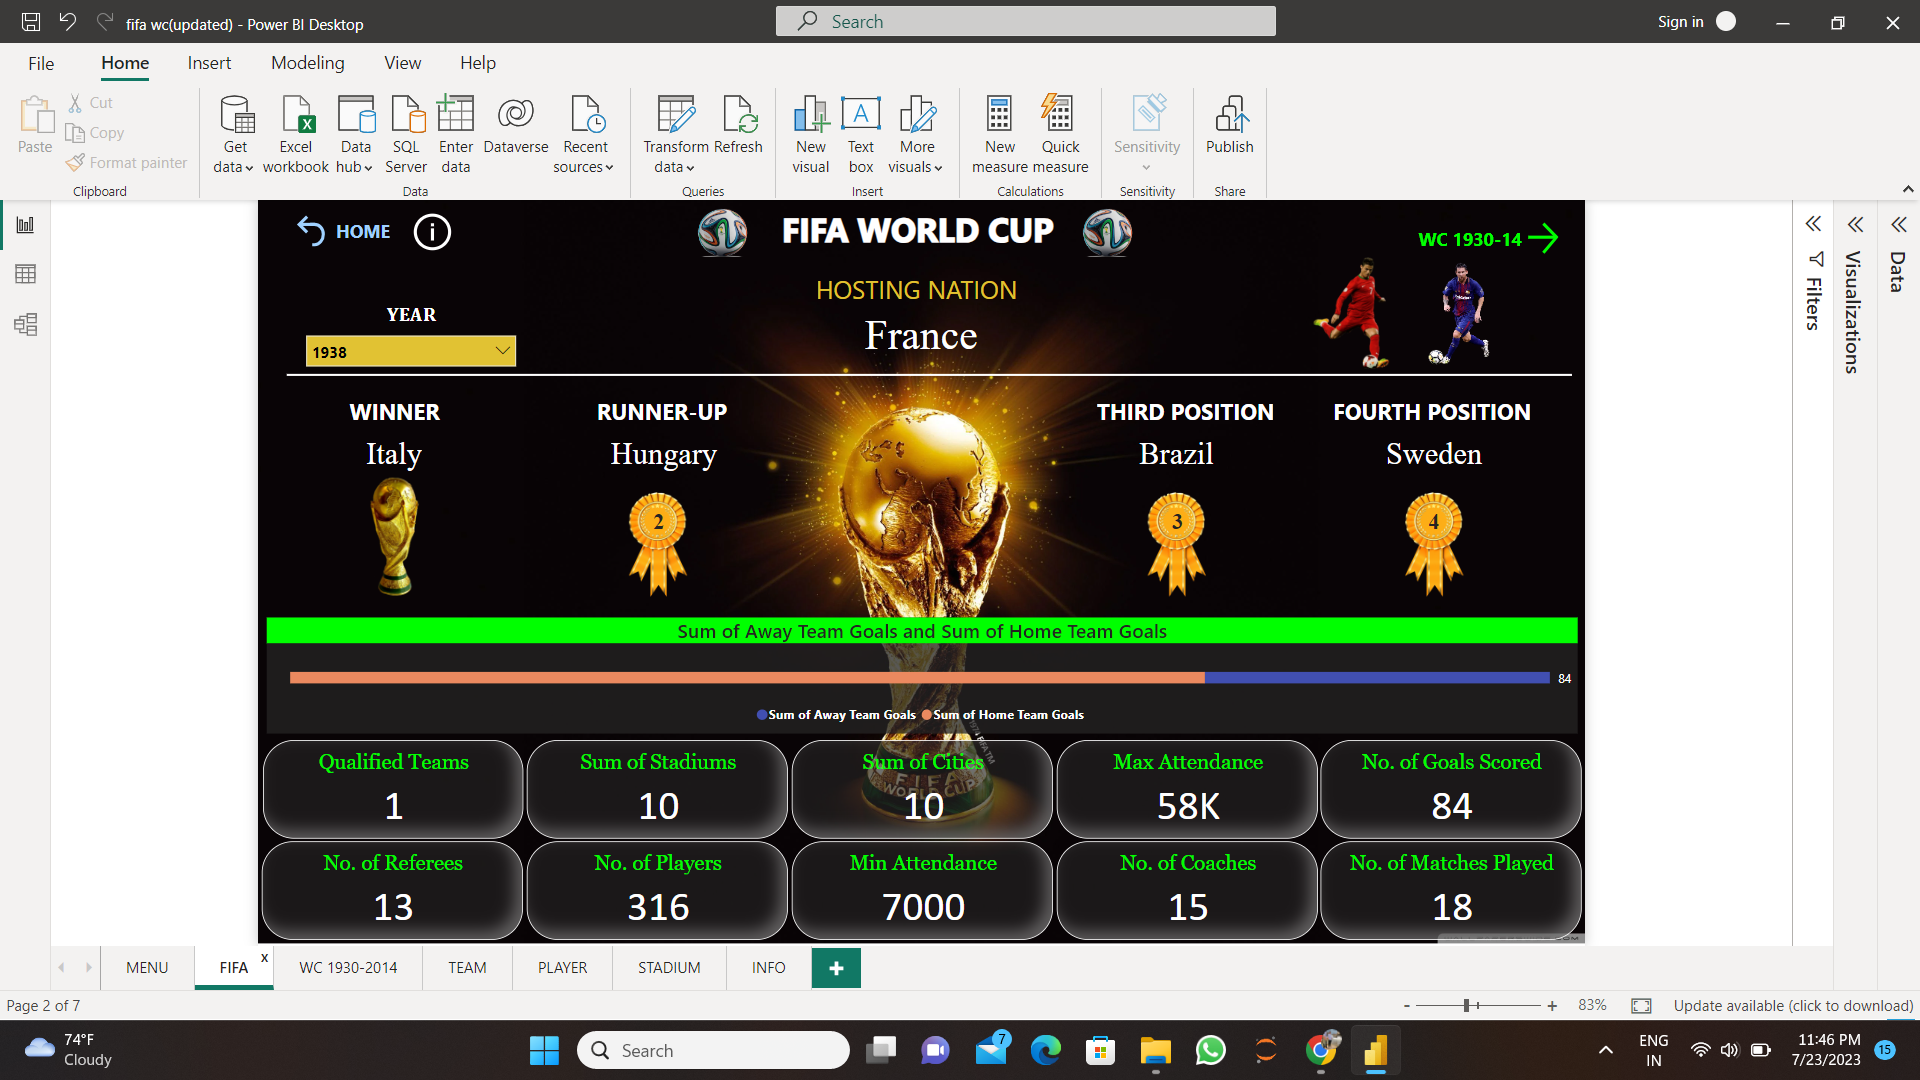 fifa wc(updated) - Power BI Desktop
Search
Sign in
File
Home
Insert
Modeling
View
Help
Paste
Cut
Copy
Format painter
Clipboard
Get data
Excel workbook
Data hub
SQL Server
Enter data
Dataverse
Recent sources
Data
Transform data
Refresh
Queries
New visual
Text box
More visuals
Insert
New measure
Quick measure
Calculations
Sensitivity
Sensitivity
Publish
Share
HOME
FIFA WORLD CUP
WC 1930-14
HOSTING NATION
France
YEAR
1938
WINNER
Italy
RUNNER-UP
Hungary
2
THIRD POSITION
Brazil
3
FOURTH POSITION
Sweden
4
Sum of Away Team Goals and Sum of Home Team Goals
84
Sum of Away Team Goals
Sum of Home Team Goals
Qualified Teams
1
Sum of Stadiums
10
Sum of Cities
10
Max Attendance
58K
No. of Goals Scored
84
No. of Referees
13
No. of Players
316
Min Attendance
7000
No. of Coaches
15
No. of Matches Played
18
FIFA
WORLD CUP
Filters
Visualizations
Data
MENU
FIFA
x
WC 1930-2014
TEAM
PLAYER
STADIUM
INFO
Page 2 of 7
- + 83%
Update available (click to download)
74°F
Cloudy
Search
7
ENG
IN
11:46 PM
7/23/2023
15